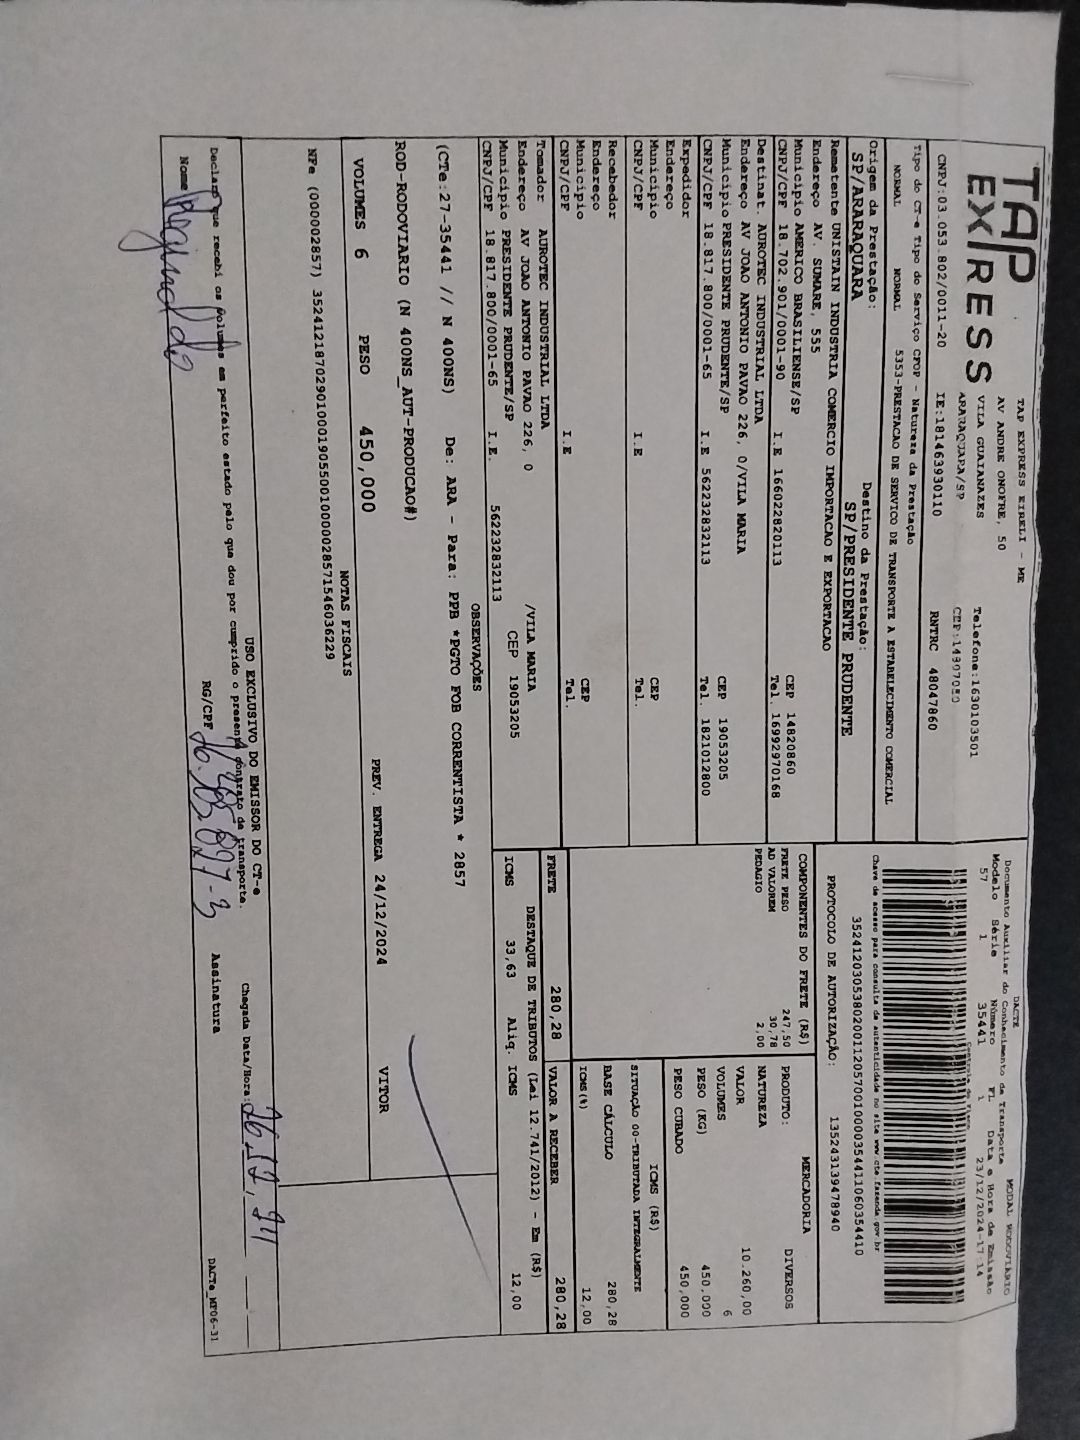 TAP
EXPRESS
TAP EXPRESS EIRELI - ME
AV ANDRE ONOFRE, 50
VILA GUAIANAZES
ARARAQUARA/SP
Telefone:1630103501
CEP:14807050
CNPJ:03.053.802/0011-20 IE:181463930110 RNTRC 48047860
DACTE MODAL RODOVIÁRIO
Documento Auxiliar do Conhecimento de Transporte
Modelo Série Número FL Data e Hora de Emissão
57 1 35441 1 23/12/2024-17:14
Chave de acesso para consulta de autenticidade no site www.cte.fazenda.gov.br
35241203053802001120570010000354411060354410
PROTOCOLO DE AUTORIZAÇÃO: 135243139478940
Tipo do CT-e Tipo do Serviço CFOP - Natureza da Prestação
NORMAL NORMAL 5353-PRESTACAO DE SERVICO DE TRANSPORTE A ESTABELECIMENTO COMERCIAL
Origem da Prestação: Destino da Prestação:
SP/ARARAQUARA SP/PRESIDENTE PRUDENTE
Remetente UNISTAIN INDUSTRIA COMERCIO IMPORTACAO E EXPORTACAO
Endereço AV. SUMARE, 555
Município AMERICO BRASILIENSE/SP CEP 14820860
CNPJ/CPF 18.702.901/0001-90 I.E 166022820113 Tel. 16992970168
Destinat. AUROTEC INDUSTRIAL LTDA
Endereço AV JOAO ANTONIO PAVAO 226, 0/VILA MARIA
Município PRESIDENTE PRUDENTE/SP CEP 19053205
CNPJ/CPF 18.817.800/0001-65 I.E 562232832113 Tel. 1821012800
Expedidor
Endereço
Município CEP
CNPJ/CPF I.E Tel.
Recebedor
Endereço
Município CEP
CNPJ/CPF I.E Tel.
Tomador AUROTEC INDUSTRIAL LTDA
Endereço AV JOAO ANTONIO PAVAO 226, 0 /VILA MARIA
Município PRESIDENTE PRUDENTE/SP CEP 19053205
CNPJ/CPF 18.817.800/0001-65 I.E. 562232832113
COMPONENTES DO FRETE (R$)
FRETE PESO 247,50
AD VALOREM 30,78
PEDAGIO 2,00
MERCADORIA
PRODUTO: DIVERSOS
NATUREZA
VALOR 10.260,00
VOLUMES 6
PESO (KG) 450,000
PESO CUBADO 450,000
ICMS (R$)
SITUAÇÃO 00-TRIBUTADA INTEGRALMENTE
BASE CÁLCULO 280,28
ICMS(%) 12,00
FRETE 280,28 VALOR A RECEBER 280,28
DESTAQUE DE TRIBUTOS (Lei 12.741/2012) - Em (R$)
ICMS 33,63 Aliq. ICMS 12,00
OBSERVAÇÕES
(CTe:27-35441 // N 400NS) De: ARA - Para: PPB *PGTO FOB CORRENTISTA * 2857
ROD-RODOVIARIO (N 400NS_AUT-PRODUCAO#)
VOLUMES 6 PESO 450,000 PREV. ENTREGA 24/12/2024 VITOR
NOTAS FISCAIS
NFe (000002857) 35241218702901000190550010000028571546036229
USO EXCLUSIVO DO EMISSOR DO CT-e
Declaro que recebi os volumes em perfeito estado pelo que dou por cumprido o presente contrato de transporte.
Chegada Data/Hora: 26 12, 24
Nome Reginaldo RG/CPF Assinatura
DACTe_MP06-31